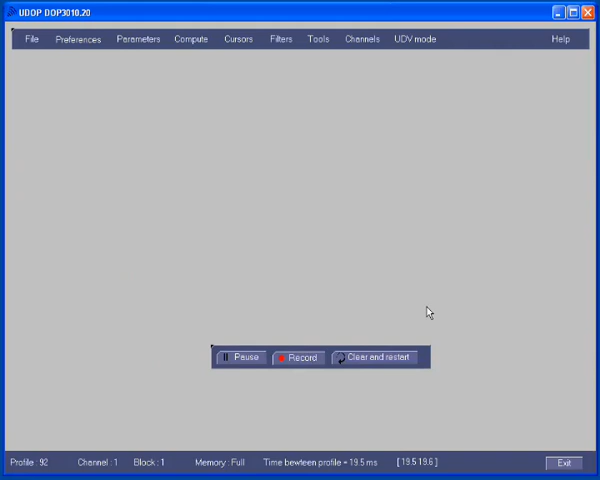 UDOP DOP3010.20
File Preferences Parameters Compute Cursors Filters Tools Channels UDV mode Help
Pause Record Clear and restart
Profile : 92 Channel : 1 Block : 1 Memory : Full Time bewteen profile = 19.5 ms [ 19.5 19.6 ] Exit